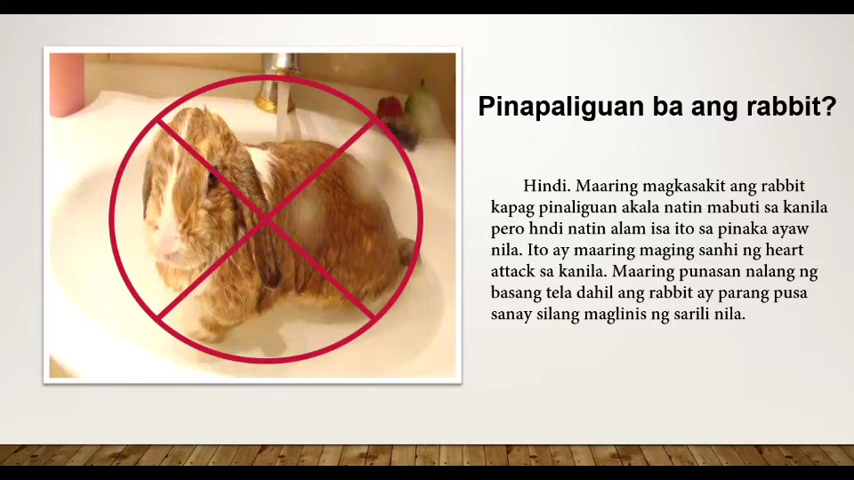 Pinapaliguan ba ang rabbit?
Hindi. Maaring magkasakit ang rabbit
kapag pinaliguan akala natin mabuti sa kanila
pero hndi natin alam isa ito sa pinaka ayaw
nila. Ito ay maaring maging sanhi ng heart
attack sa kanila. Maaring punasan nalang ng
basang tela dahil ang rabbit ay parang pusa
sanay silang maglinis ng sarili nila.